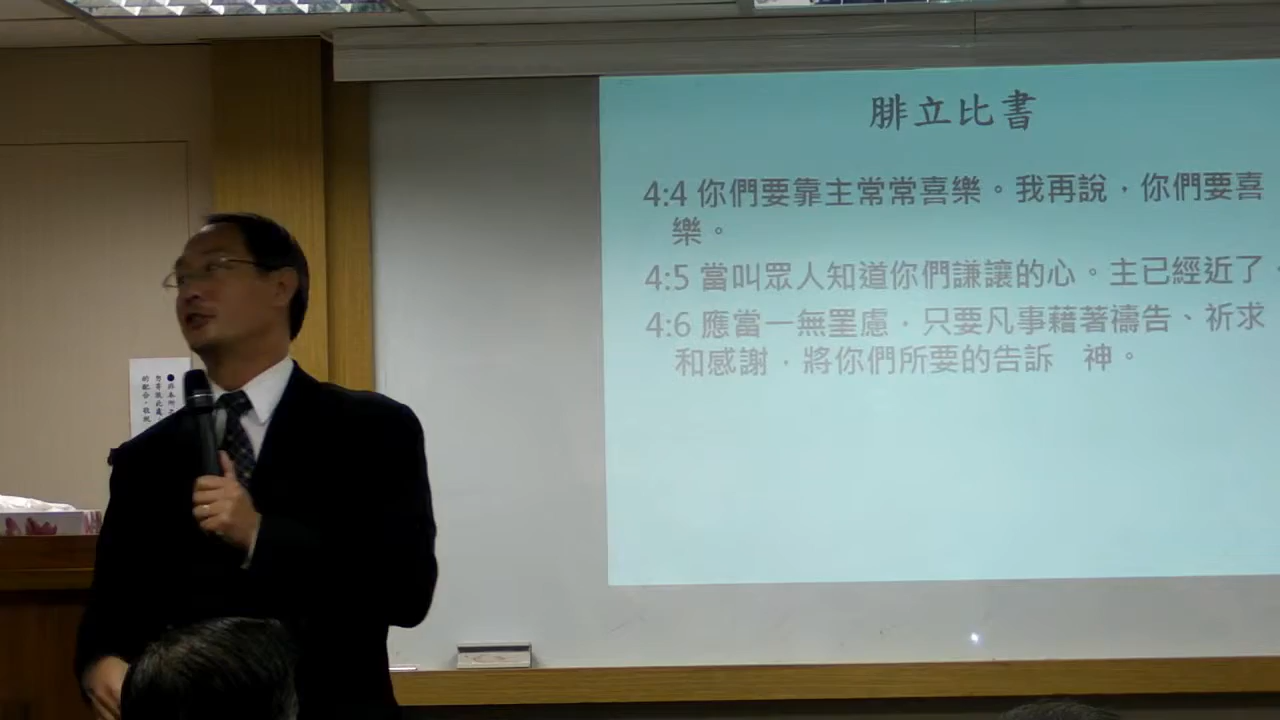 腓立比書
4:4 你們要靠主常常喜樂。我再說，你們要喜
樂。
4:5 當叫眾人知道你們謙讓的心。主已經近了
4:6 應當一無罣慮，只要凡事藉著禱告、祈求
和感謝，將你們所要的告訴　神。